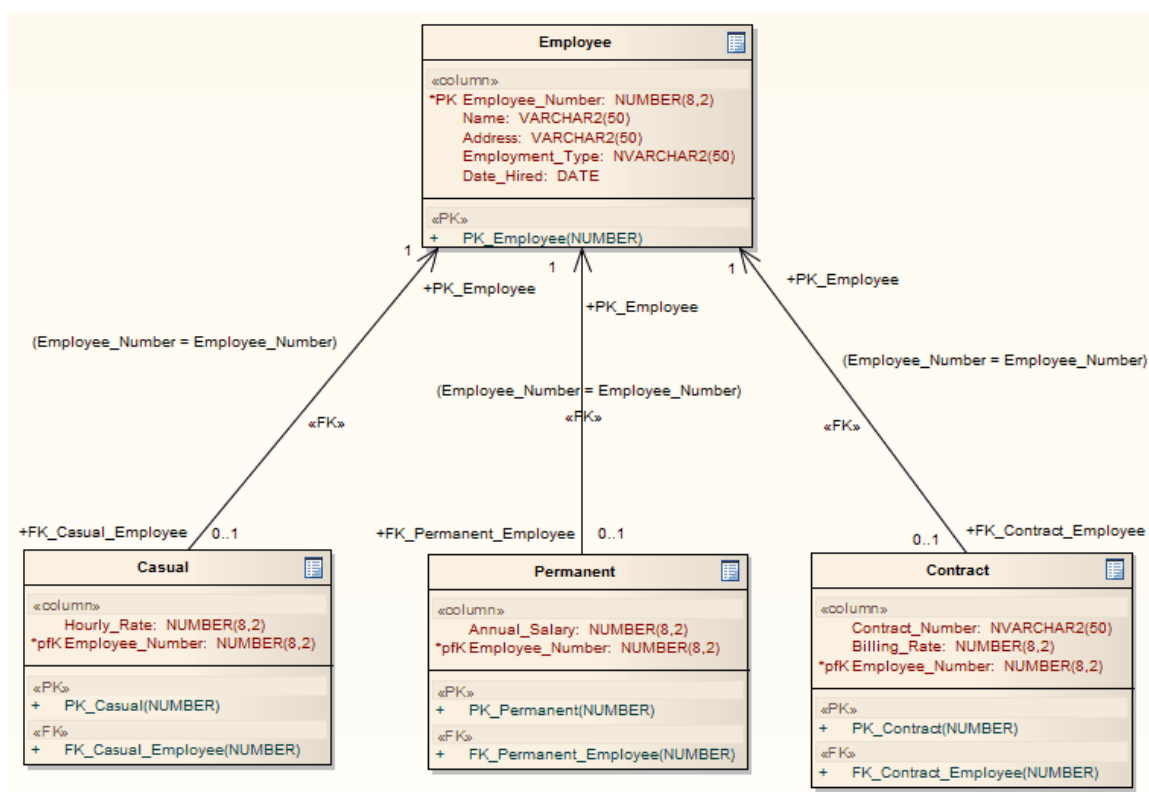 Employee
«column»
*PK Employee_Number: NUMBER(8,2)
Name: VARCHAR2(50)
Address: VARCHAR2(50)
Employment_Type: NVARCHAR2(50)
Date_Hired: DATE
«PK»
+ PK_Employee(NUMBER)
1
1
1
+PK_Employee
+PK_Employee
+PK_Employee
(Employee_Number = Employee_Number)
(Employee_Number = Employee_Number)
(Employee_Number = Employee_Number)
«FK»
«FK»
«FK»
+FK_Casual_Employee
0..1
+FK_Permanent_Employee
0..1
+FK_Contract_Employee
0..1
Casual
«column»
Hourly_Rate: NUMBER(8,2)
*pfK Employee_Number: NUMBER(8,2)
«PK»
+ PK_Casual(NUMBER)
«FK»
+ FK_Casual_Employee(NUMBER)
Permanent
«column»
Annual_Salary: NUMBER(8,2)
*pfK Employee_Number: NUMBER(8,2)
«PK»
+ PK_Permanent(NUMBER)
«FK»
+ FK_Permanent_Employee(NUMBER)
Contract
«column»
Contract_Number: NVARCHAR2(50)
Billing_Rate: NUMBER(8,2)
*pfK Employee_Number: NUMBER(8,2)
«PK»
+ PK_Contract(NUMBER)
«FK»
+ FK_Contract_Employee(NUMBER)